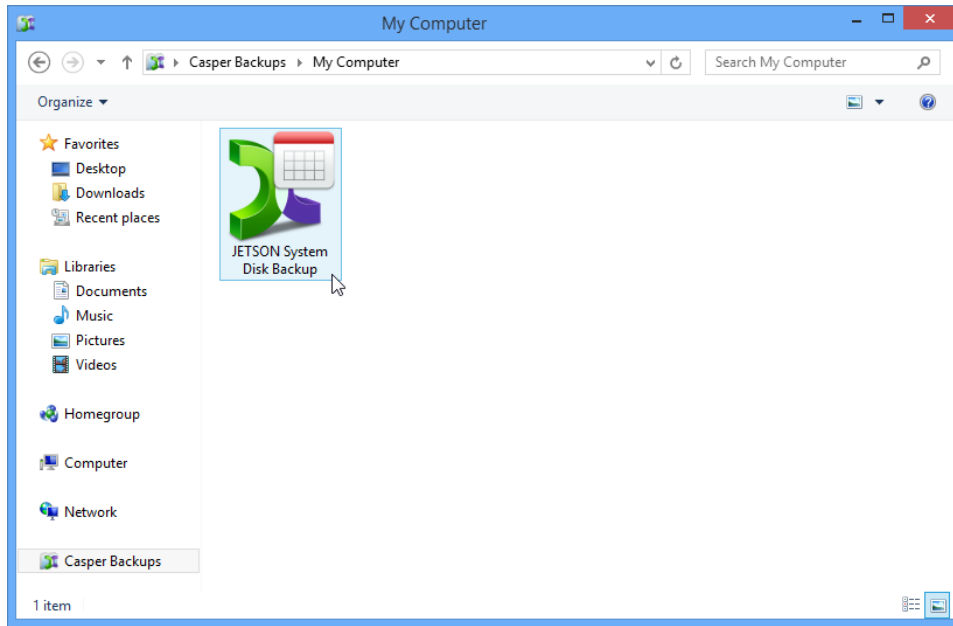 My Computer
Casper Backups My Computer
Search My Computer
Organize
Favorites
Desktop
Downloads
Recent places
Libraries
Documents
Music
Pictures
Videos
Homegroup
Computer
Network
Casper Backups
JETSON System
Disk Backup
1 item